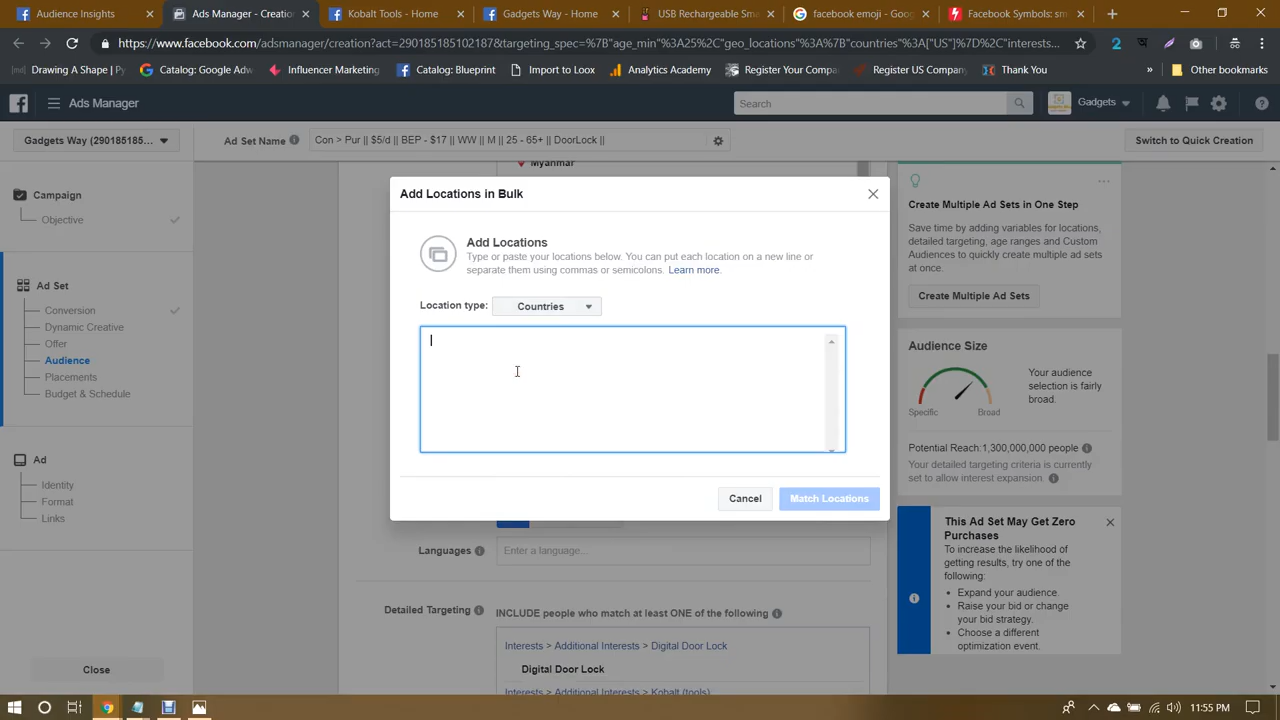 Audience Insights
Ads Manager - Creation
Kobalt Tools - Home
Gadgets Way - Home
USB Rechargeable Sma
facebook emoji - Goog
Facebook Symbols: sm
https://www.facebook.com/adsmanager/creation?act=290185185102187&targeting_spec=%7B"age_min"%3A25%2C"geo_locations"%3A%7B"countries"%3A["US"]%7D%2C"interests...
Drawing A Shape | Py
Catalog: Google Adw
Influencer Marketing
Catalog: Blueprint
Import to Loox
Analytics Academy
Register Your Compa
Register US Company
Thank You
»
Other bookmarks
Ads Manager
Search
Gadgets
Gadgets Way (290185185...
Ad Set Name
Con > Pur || $5/d || BEP - $17 || WW || M || 25 - 65+ || DoorLock ||
Switch to Quick Creation
Campaign
Objective
Ad Set
Conversion
Dynamic Creative
Offer
Audience
Placements
Budget & Schedule
Ad
Identity
Format
Links
Close
Myanmar
Add Locations in Bulk
Add Locations
Type or paste your locations below. You can put each location on a new line or
separate them using commas or semicolons. Learn more.
Location type:
Countries
Cancel
Match Locations
Languages
Enter a language...
Detailed Targeting
INCLUDE people who match at least ONE of the following
Interests > Additional Interests > Digital Door Lock
Digital Door Lock
Interests > Additional Interests > Kobalt (tools)
Create Multiple Ad Sets in One Step
Save time by adding variables for locations,
detailed targeting, age ranges and Custom
Audiences to quickly create multiple ad sets
at once.
Create Multiple Ad Sets
Audience Size
Your audience
selection is fairly
broad.
Specific
Broad
Potential Reach:1,300,000,000 people
Your detailed targeting criteria is currently
set to allow interest expansion.
This Ad Set May Get Zero
Purchases
To increase the likelihood of
getting results, try one of the
following:
Expand your audience.
Raise your bid or change
your bid strategy.
Choose a different
optimization event.
11:55 PM